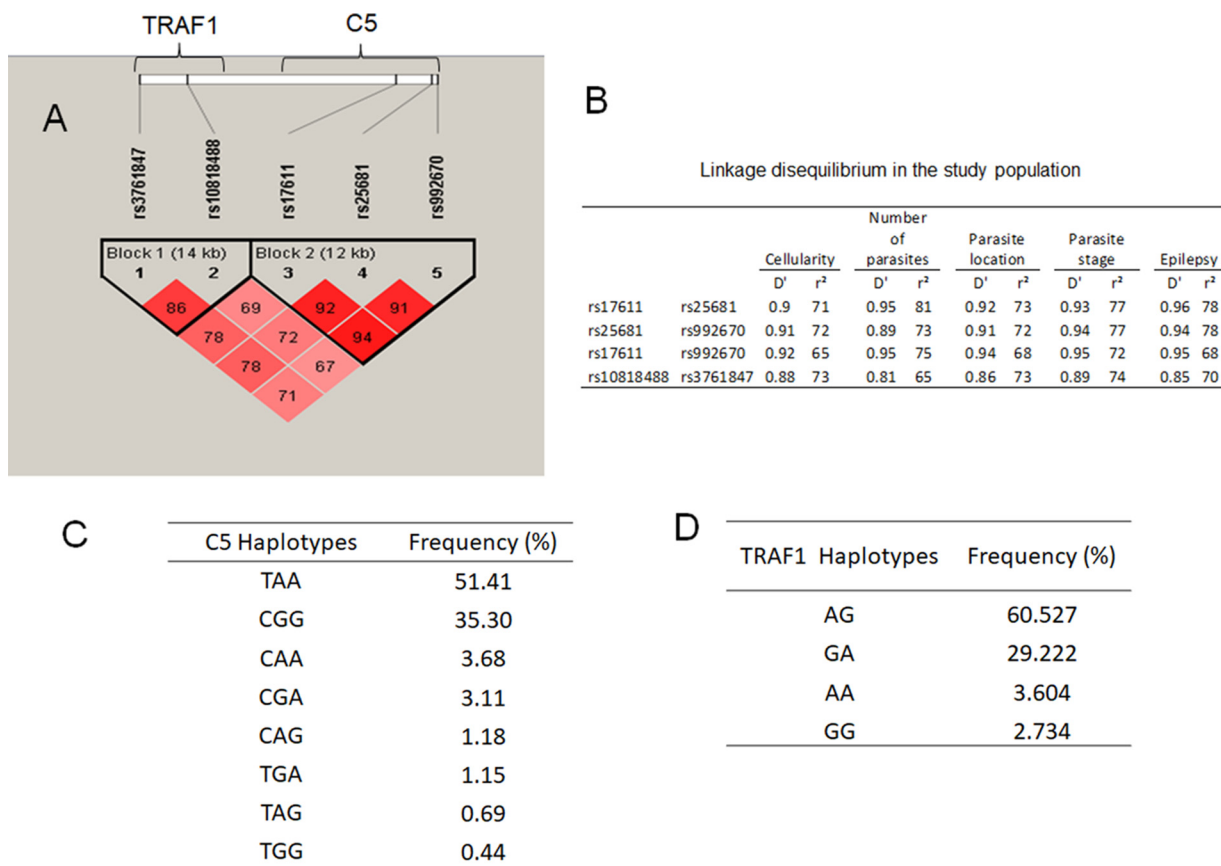 TRAF1 C5
A
rs3761847 rs10818488 rs17611 rs25681 rs992670
Block 1 (14 kb) Block 2 (12 kb)
1 2 3 4 5
86 69 92 91
78 72 94
78 67
71
B
Linkage disequilibrium in the study population
Cellularity Number of parasites Parasite location Parasite stage Epilepsy
D' r² D' r² D' r² D' r² D' r²
rs17611 rs25681 0.9 71 0.95 81 0.92 73 0.93 77 0.96 78
rs25681 rs992670 0.91 72 0.89 73 0.91 72 0.94 77 0.94 78
rs17611 rs992670 0.92 65 0.95 75 0.94 68 0.95 72 0.95 68
rs10818488 rs3761847 0.88 73 0.81 65 0.86 73 0.89 74 0.85 70
C
C5 Haplotypes Frequency (%)
TAA 51.41
CGG 35.30
CAA 3.68
CGA 3.11
CAG 1.18
TGA 1.15
TAG 0.69
TGG 0.44
D
TRAF1 Haplotypes Frequency (%)
AG 60.527
GA 29.222
AA 3.604
GG 2.734